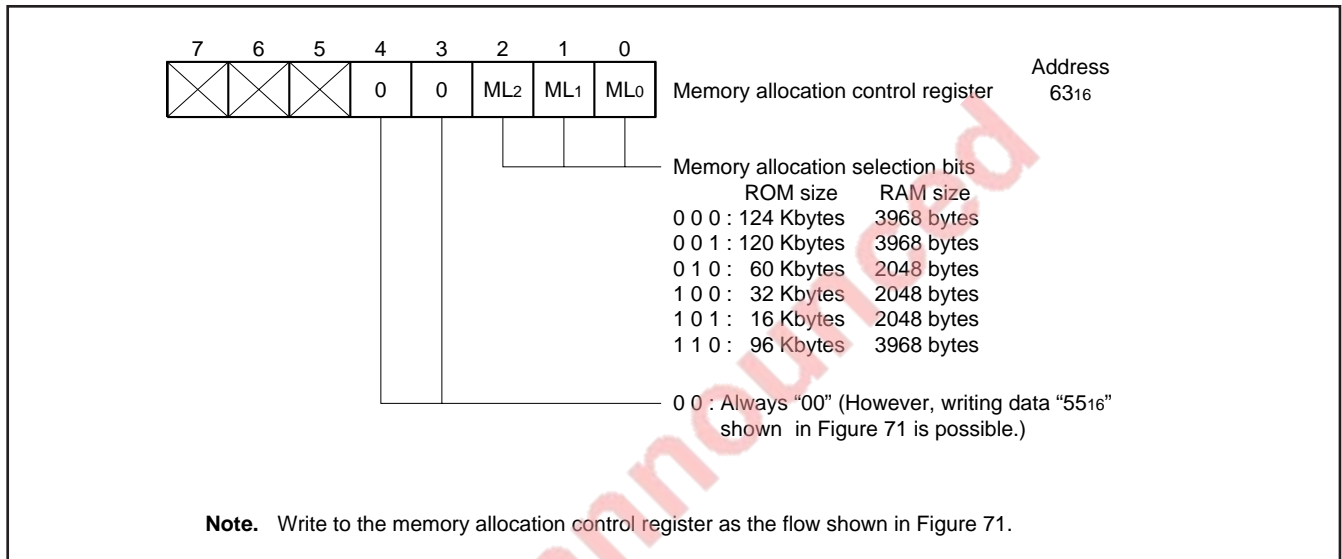 7 6 5 4 3 2 1 0
0 0 ML2 ML1 ML0 Memory allocation control register
Address
6316
Memory allocation selection bits
ROM size RAM size
0 0 0 : 124 Kbytes 3968 bytes
0 0 1 : 120 Kbytes 3968 bytes
0 1 0 : 60 Kbytes 2048 bytes
1 0 0 : 32 Kbytes 2048 bytes
1 0 1 : 16 Kbytes 2048 bytes
1 1 0 : 96 Kbytes 3968 bytes
0 0 : Always “00” (However, writing data “5516”
shown in Figure 71 is possible.)
Note. Write to the memory allocation control register as the flow shown in Figure 71.
nnounced